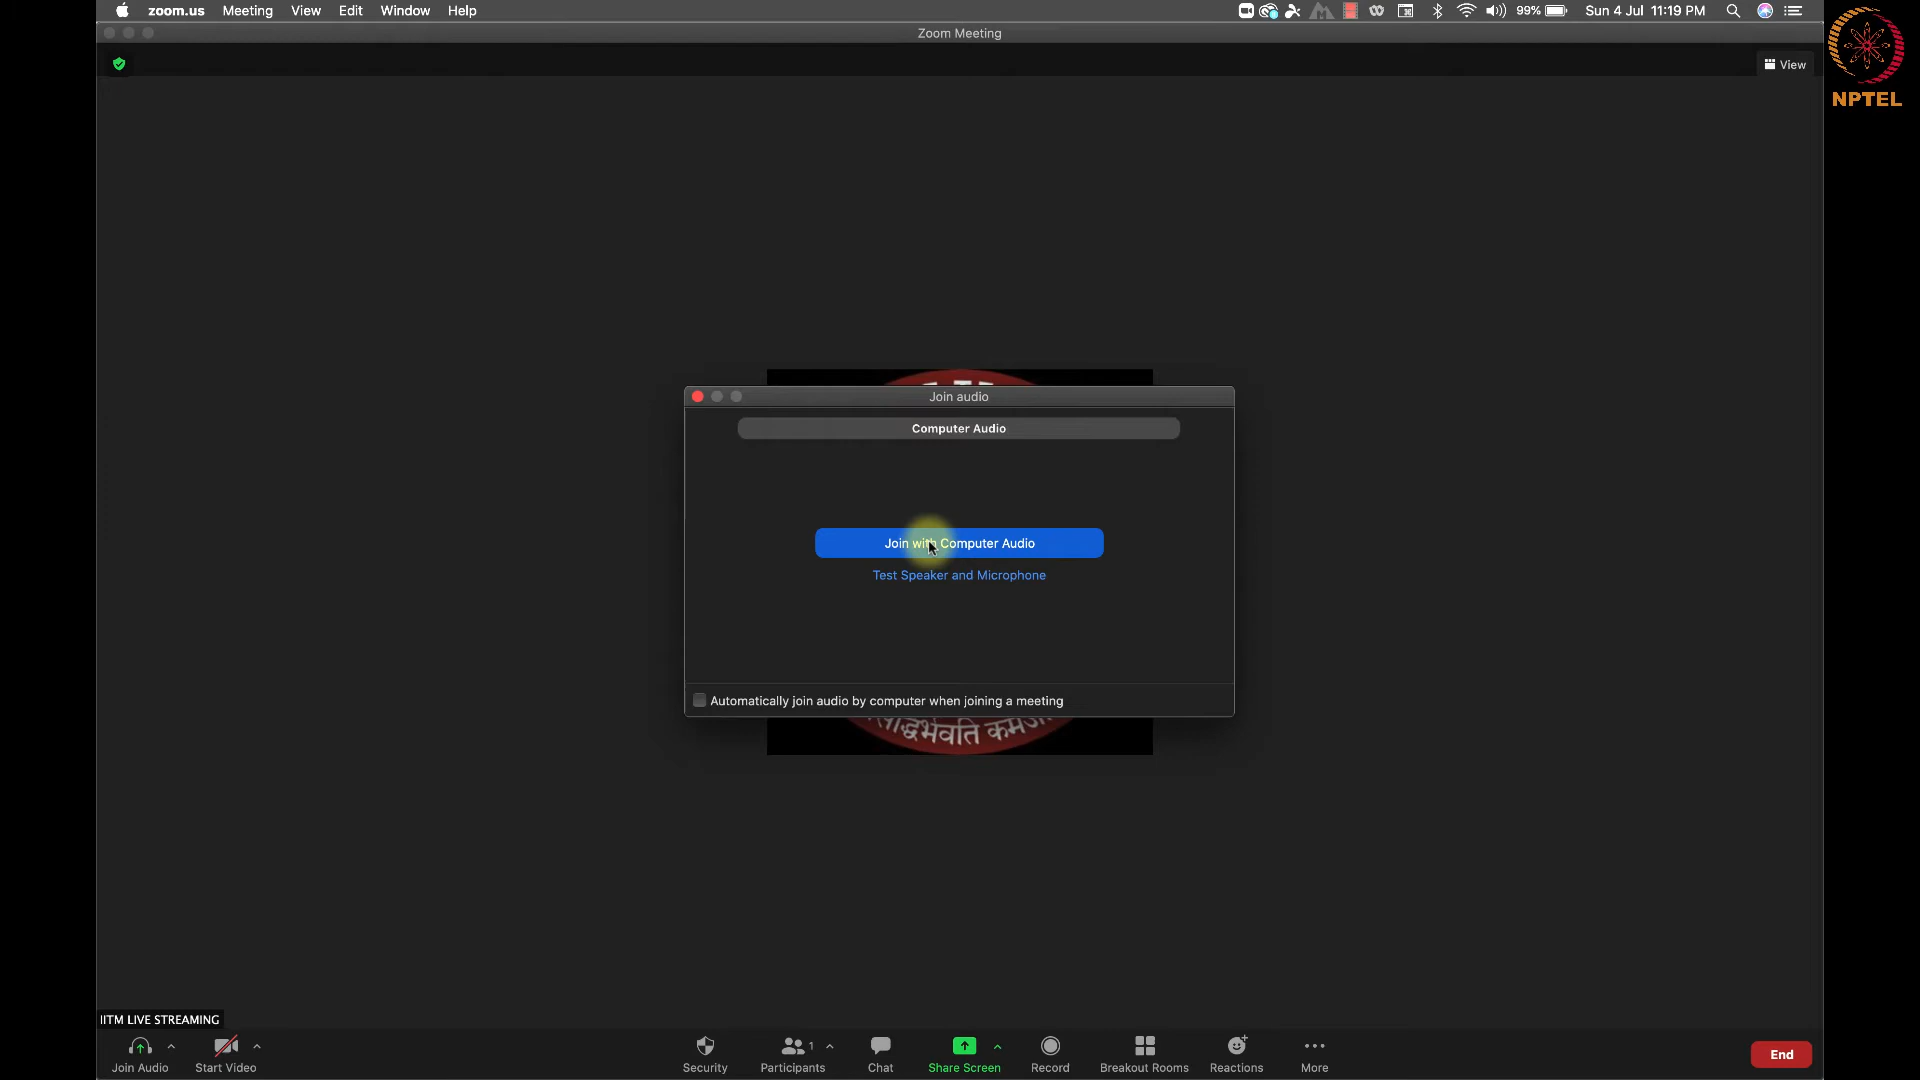 zoom.us Meeting View Edit Window Help 99% Sun 4 Jul 11:19 PM
Zoom Meeting
View
NPTEL
Join audio
Computer Audio
Join with Computer Audio
Test Speaker and Microphone
Automatically join audio by computer when joining a meeting
IITM LIVE STREAMING
Join Audio Start Video Security Participants 1 Chat Share Screen Record Breakout Rooms Reactions More End